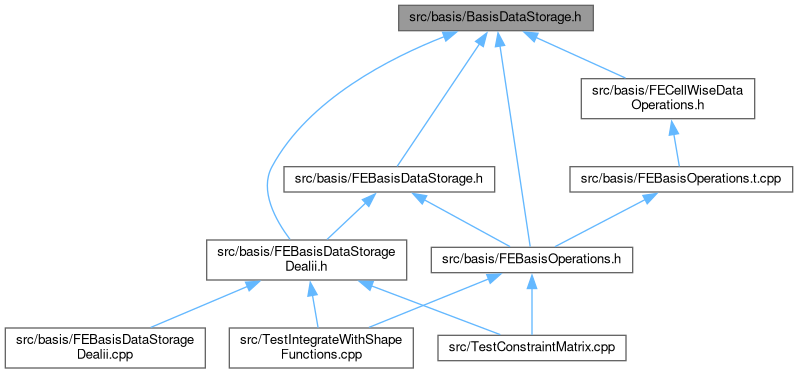 src/basis/BasisDataStorage.h
src/basis/FECellWiseData
Operations.h
src/basis/FEBasisDataStorage.h
src/basis/FEBasisOperations.t.cpp
src/basis/FEBasisDataStorage
Dealii.h
src/basis/FEBasisOperations.h
src/basis/FEBasisDataStorage
Dealii.cpp
src/TestIntegrateWithShape
Functions.cpp
src/TestConstraintMatrix.cpp